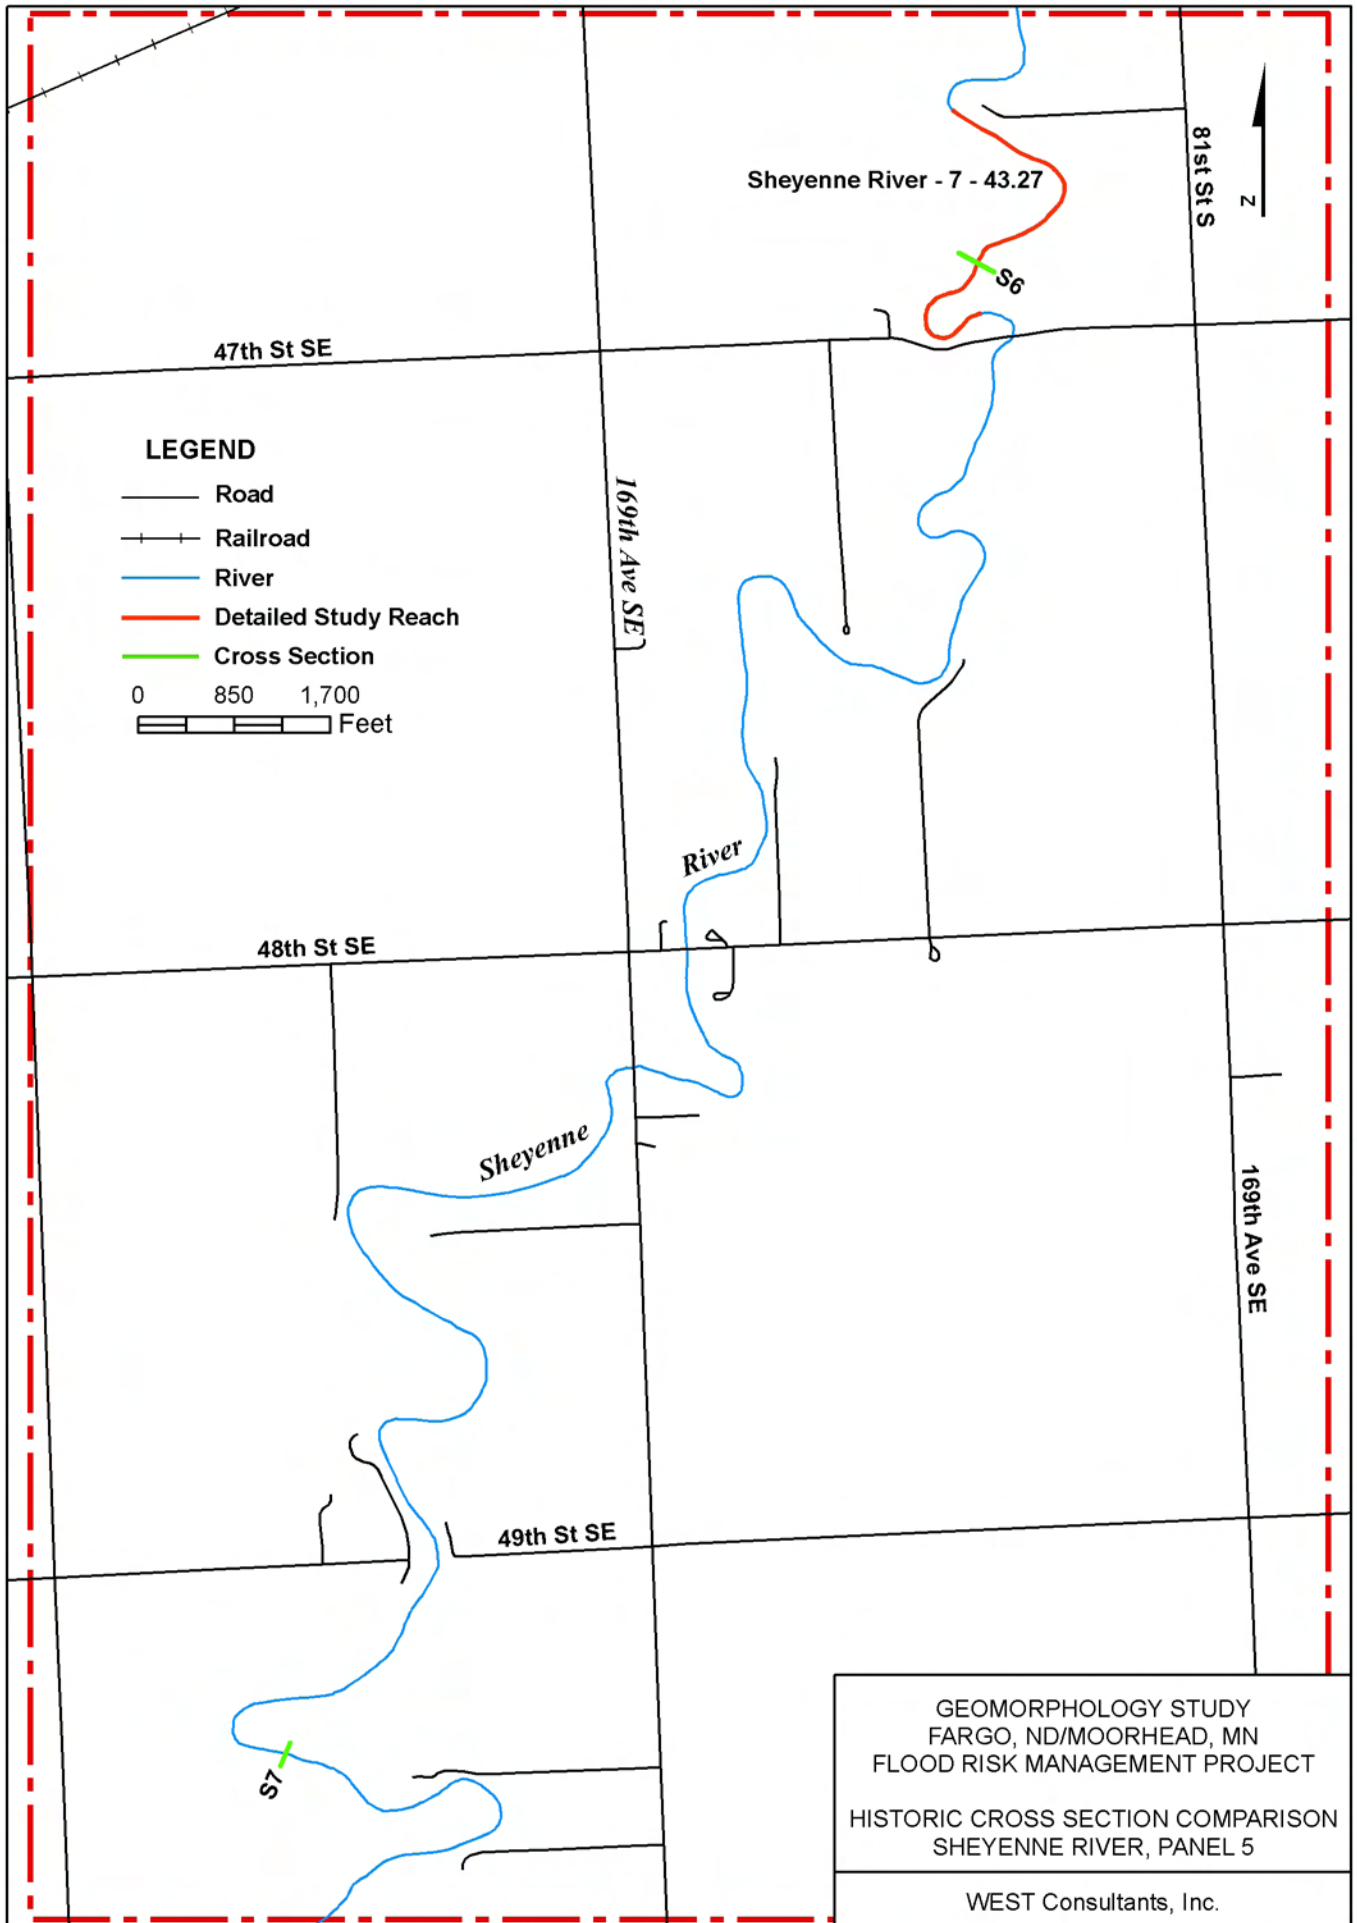 81st St S
Sheyenne River - 7 - 43.27
N
S6
47th St SE
LEGEND
Road
Railroad
River
Detailed Study Reach
Cross Section
0 850 1,700
Feet
169th Ave SE
River
48th St SE
Sheyenne
169th Ave SE
49th St SE
S7
GEOMORPHOLOGY STUDY
FARGO, ND/MOORHEAD, MN
FLOOD RISK MANAGEMENT PROJECT
HISTORIC CROSS SECTION COMPARISON
SHEYENNE RIVER, PANEL 5
WEST Consultants, Inc.